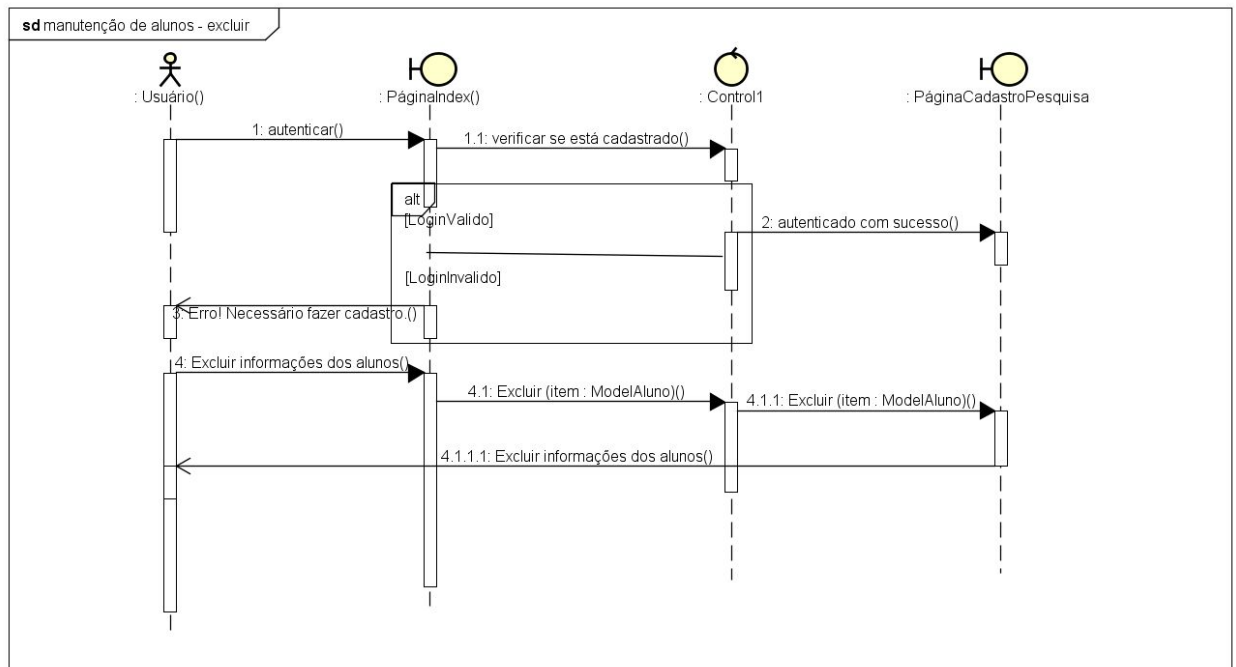 sd manutenção de alunos - excluir
: Usuário()
: PáginaIndex()
: Control1
: PáginaCadastroPesquisa
1: autenticar()
1.1: verificar se está cadastrado()
alt
[LoginValido]
2: autenticado com sucesso()
[LoginInvalido]
3: Erro! Necessário fazer cadastro.()
4: Excluir informações dos alunos()
4.1: Excluir (item : ModelAluno)()
4.1.1: Excluir (item : ModelAluno)()
4.1.1.1: Excluir informações dos alunos()